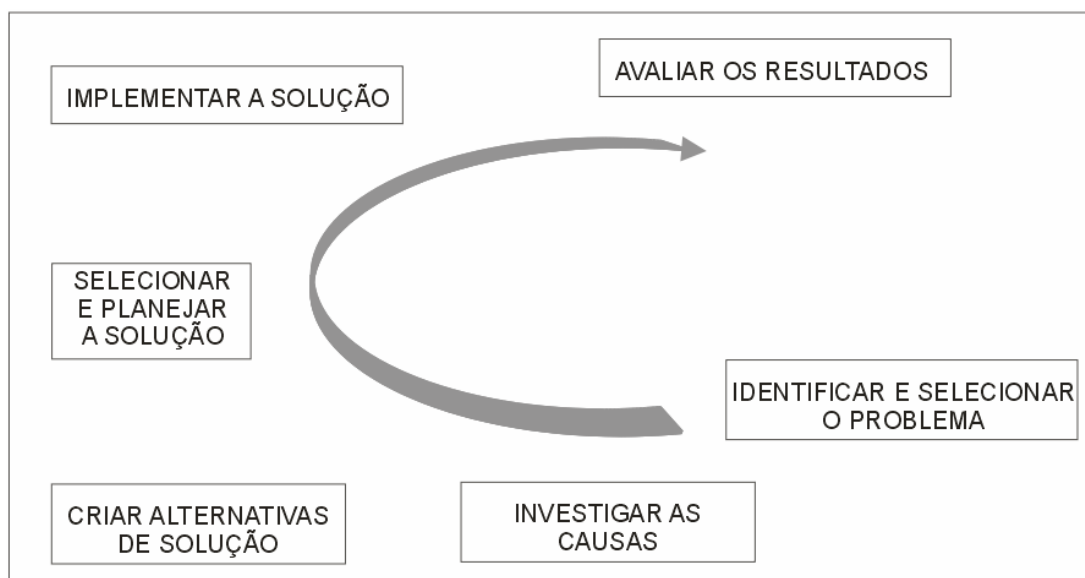 AVALIAR OS RESULTADOS
IMPLEMENTAR A SOLUÇÃO
SELECIONAR
E PLANEJAR
A SOLUÇÃO
IDENTIFICAR E SELECIONAR
O PROBLEMA
CRIAR ALTERNATIVAS
DE SOLUÇÃO
INVESTIGAR AS
CAUSAS